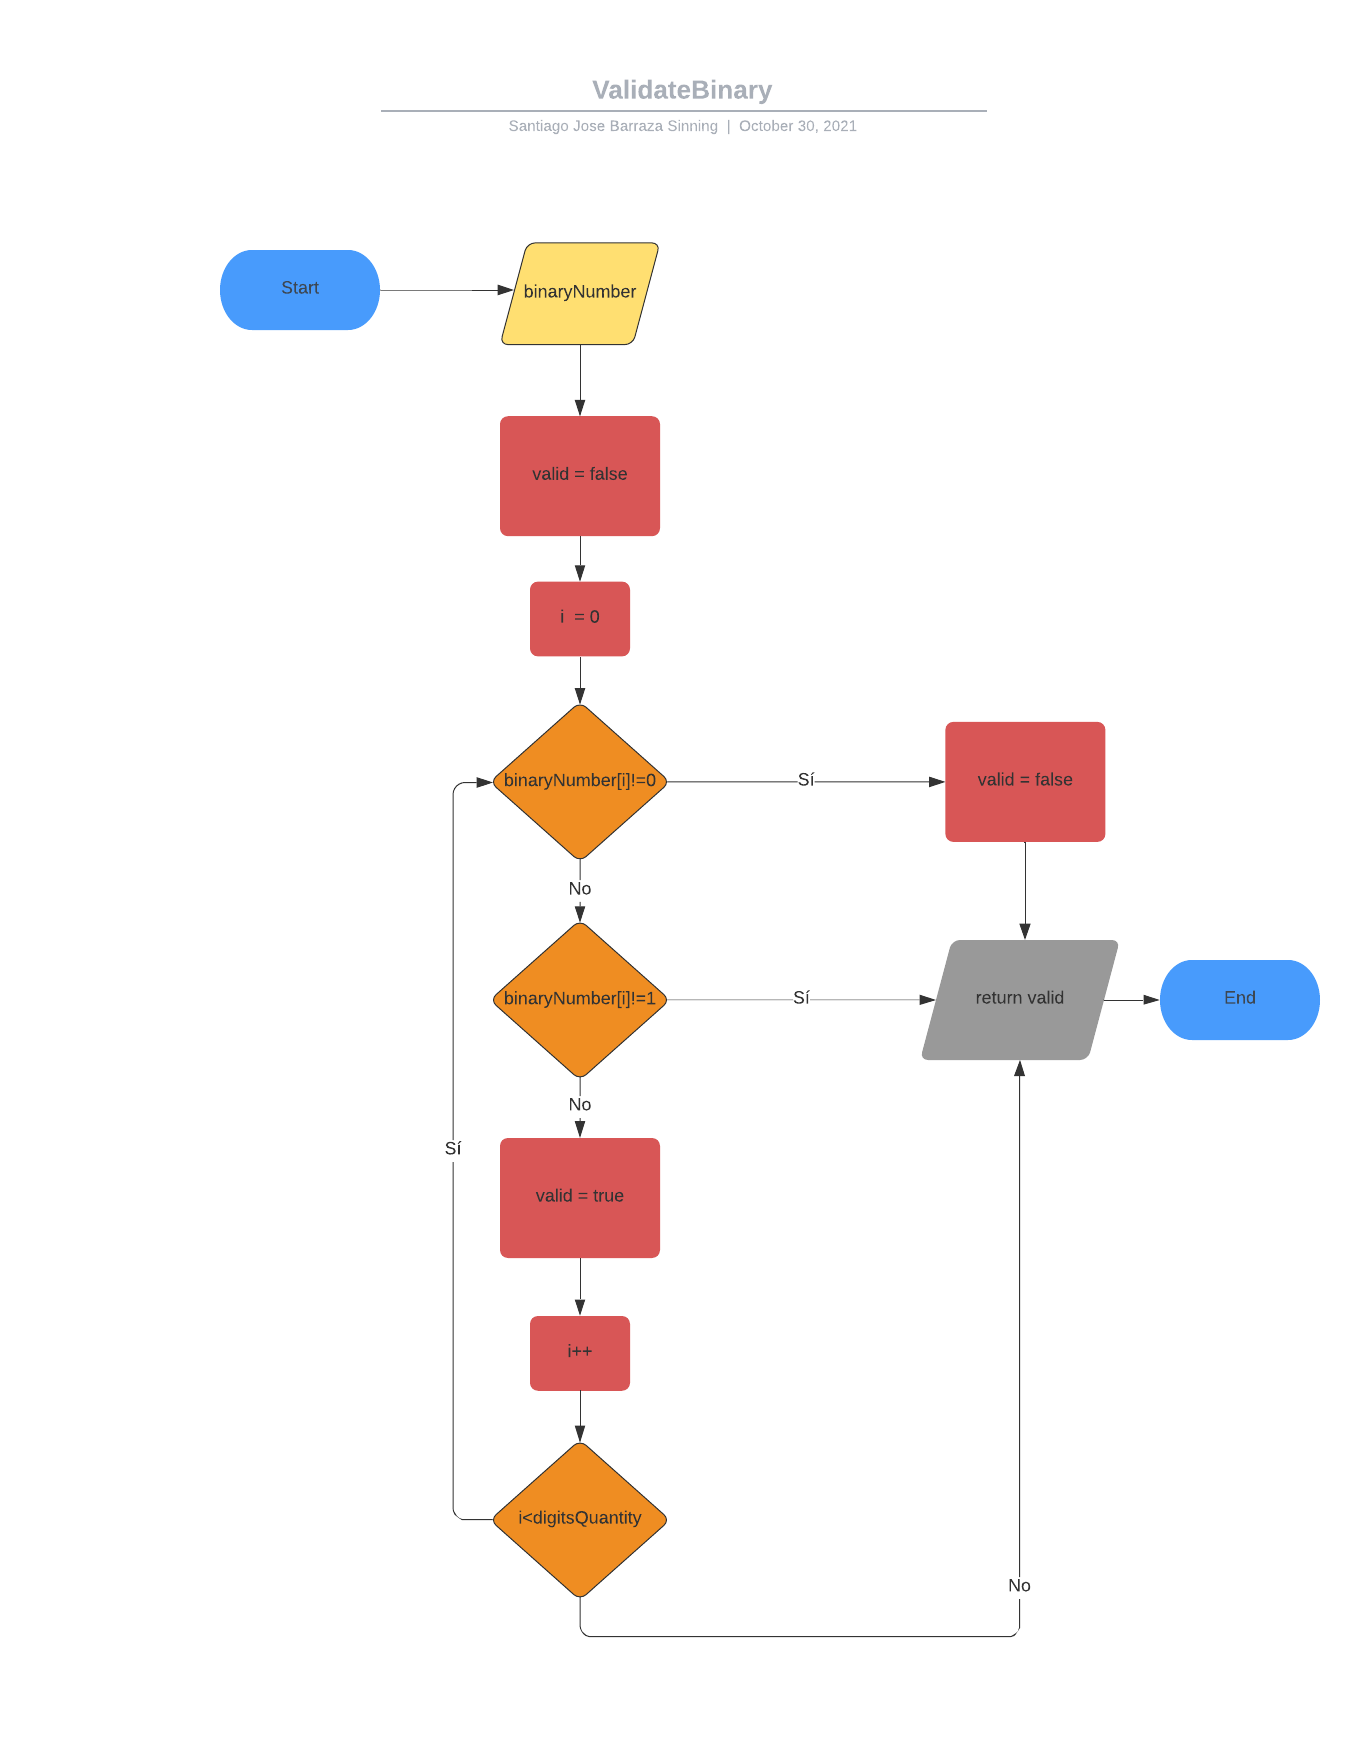 ValidateBinary
Santiago Jose Barraza Sinning | October 30, 2021
Start
binaryNumber
valid = false
i  = 0
binaryNumber[i]!=0
Sí
valid = false
No
binaryNumber[i]!=1
Sí
return valid
End
No
Sí
valid = true
i++
i<digitsQuantity
No